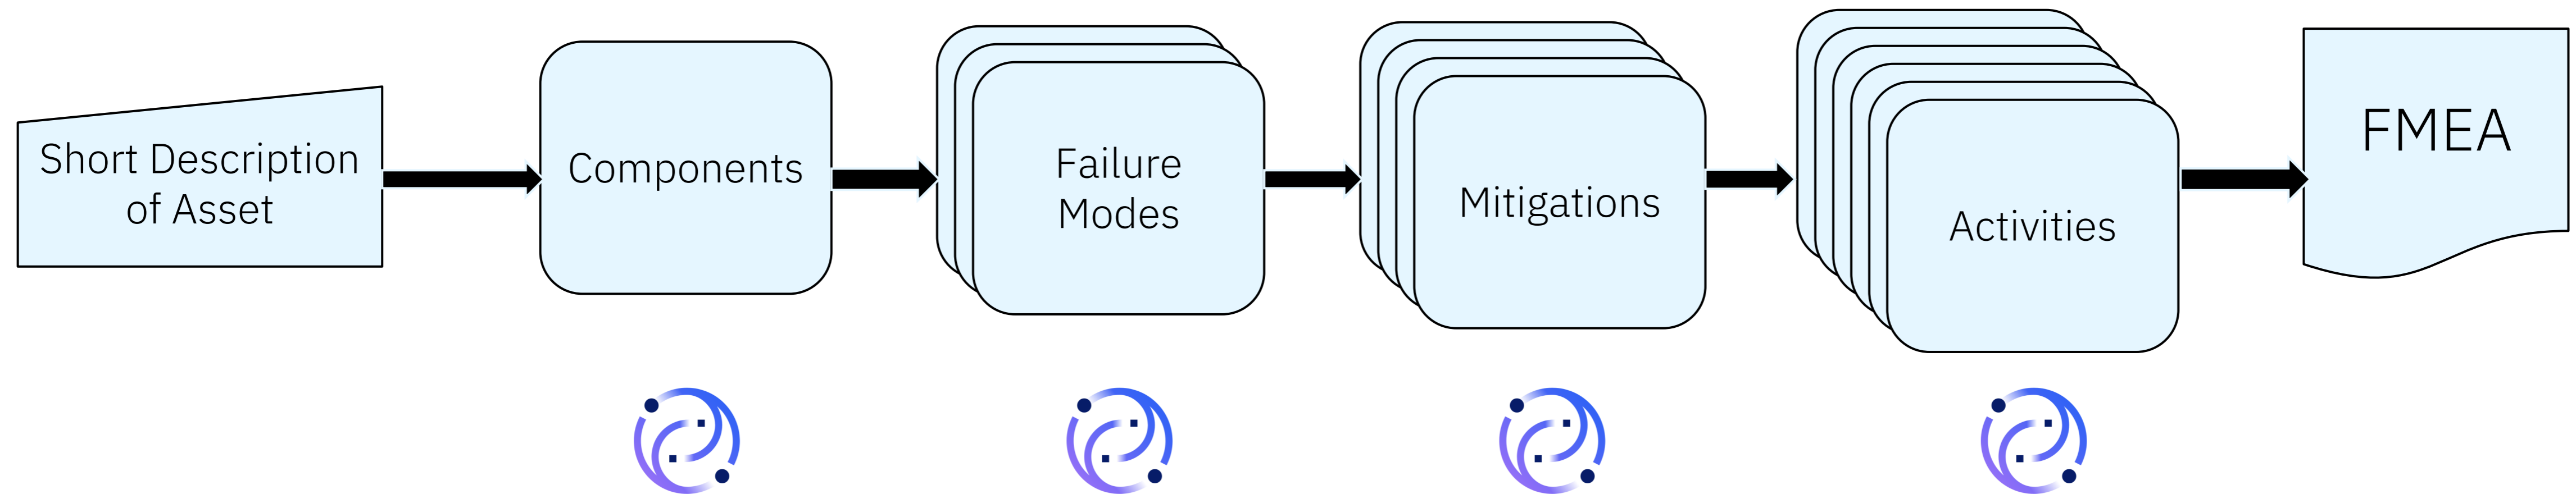 Short Description
of Asset
Components
Failure
Modes
Mitigations
Activities
FMEA